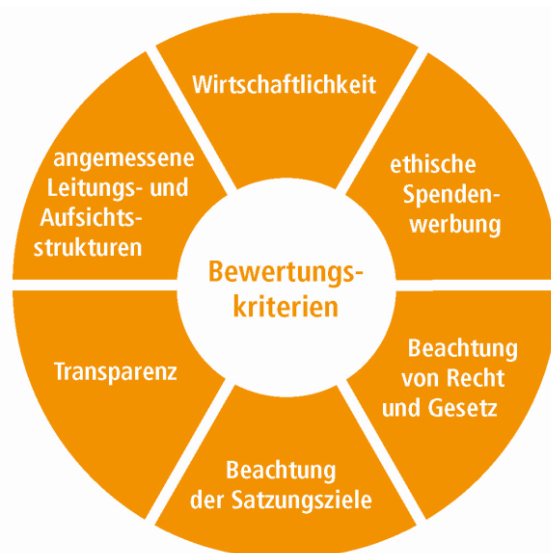 Wirtschaftlichkeit
ethische
Spenden-
werbung
Beachtung
von Recht
und Gesetz
Beachtung
der Satzungsziele
Transparenz
angemessene
Leitungs- und
Aufsichts-
strukturen
Bewertungs-
kriterien